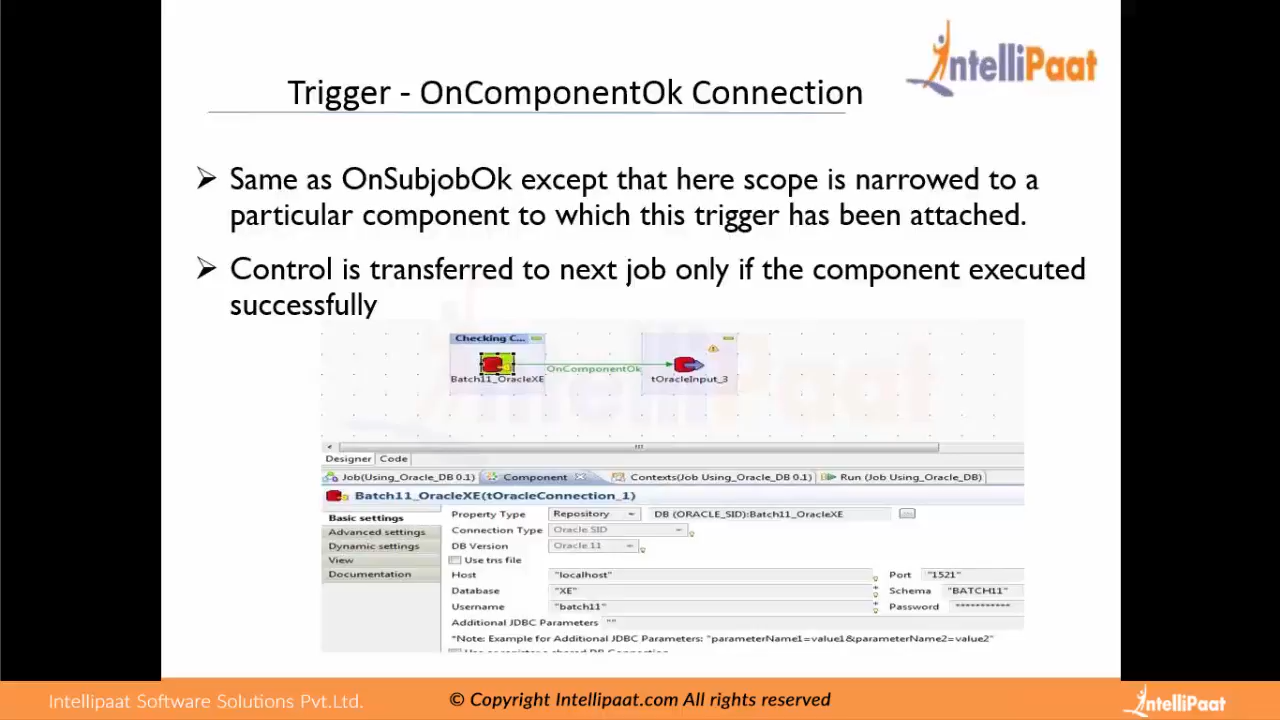 IntelliPaat
Trigger - OnComponentOk Connection
Same as OnSubjobOk except that here scope is narrowed to a
particular component to which this trigger has been attached.
Control is transferred to next job only if the component executed
successfully
Checking C...
OnComponentOk
Batch11_OracleXE
tOracleInput_3
Designer Code
Job(Using_Oracle_DB 0.1) Component Contexts(Job Using_Oracle_DB 0.1) Run (Job Using_Oracle_DB)
Batch11_OracleXE(tOracleConnection_1)
Basic settings
Advanced settings
Dynamic settings
View
Documentation
Property Type Repository DB (ORACLE_SID):Batch11_OracleXE
Connection Type Oracle SID
DB Version Oracle 11
Use tns file
Host "localhost" Port "1521"
Database "XE" Schema "BATCH11"
Username "batch11" Password ***********
Additional JDBC Parameters ""
*Note: Example for Additional JDBC Parameters: "parameterName1=value1&parameterName2=value2"
Intellipaat Software Solutions Pvt.Ltd.
© Copyright Intellipaat.com All rights reserved
IntelliPaat